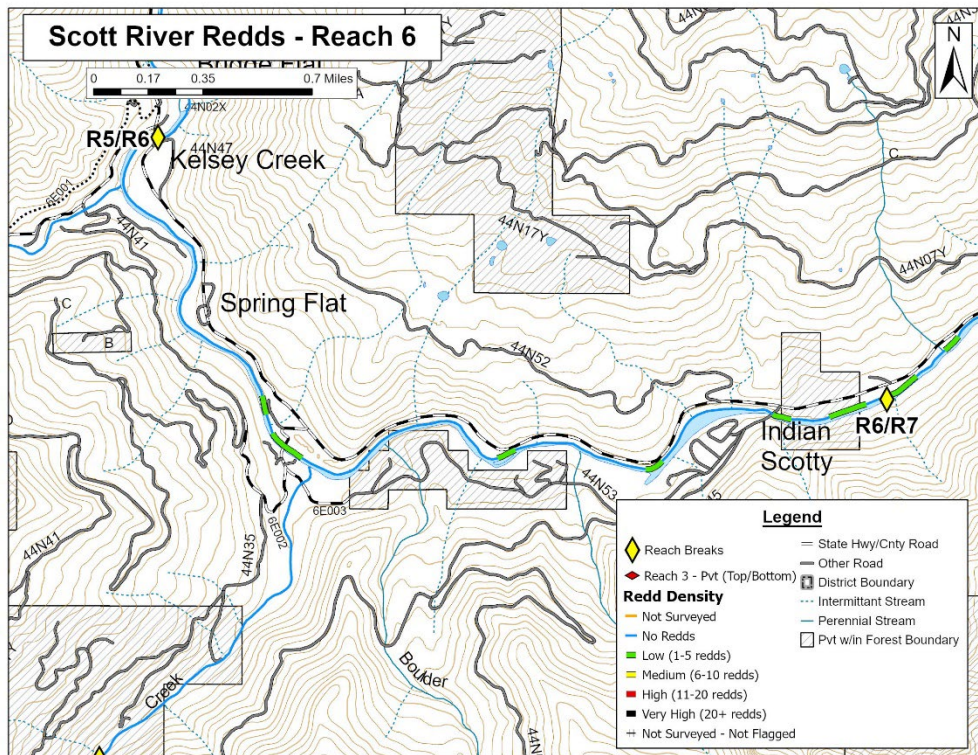 Scott River Redds - Reach 6
Bridge Flat
0 0.17 0.35 0.7 Miles
N
44N02X
A
R5/R6
44N47
Kelsey Creek
6E001
44N41
C
44N17Y
44N07Y
Spring Flat
C
B
44N52
R6/R7
Indian
Scotty
44N53
6E003
6E002
44N35
44N41
Boulder
Creek
Legend
Reach Breaks
Reach 3 - Pvt (Top/Bottom)
Redd Density
Not Surveyed
No Redds
Low (1-5 redds)
Medium (6-10 redds)
High (11-20 redds)
Very High (20+ redds)
Not Surveyed - Not Flagged
State Hwy/Cnty Road
Other Road
District Boundary
Intermittant Stream
Perennial Stream
Pvt w/in Forest Boundary